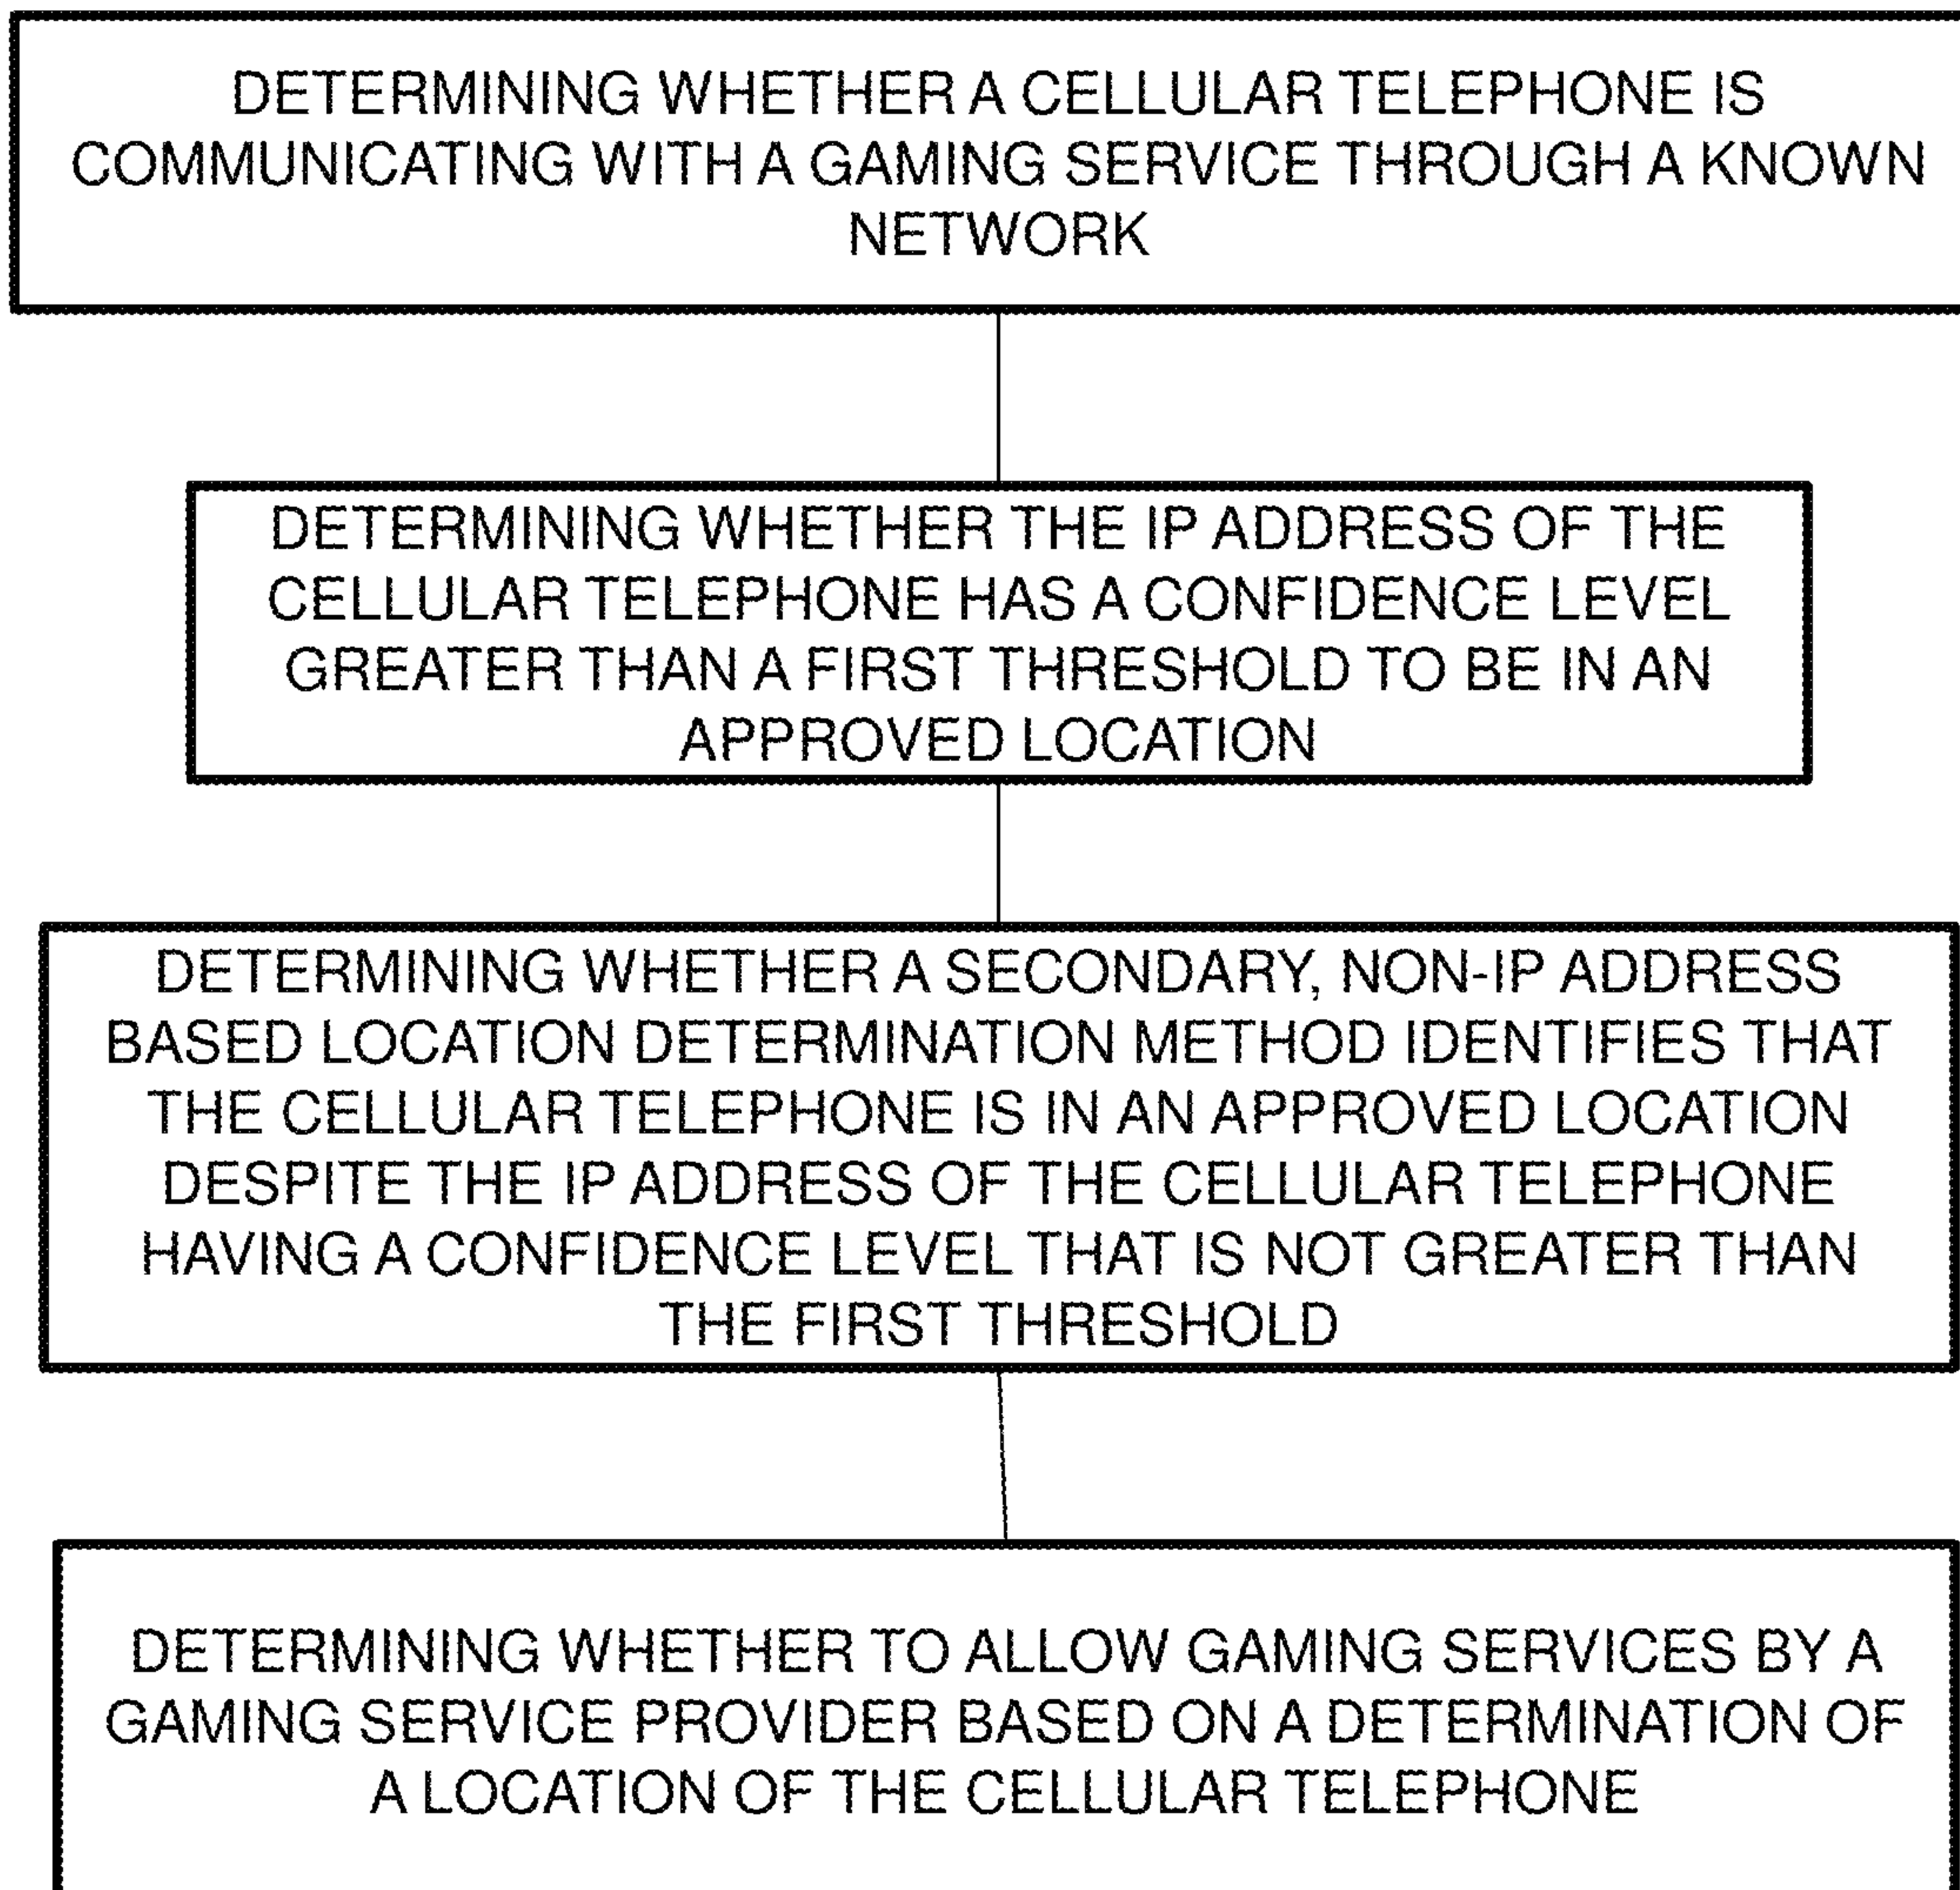 DETERMINING WHETHER A CELLULAR TELEPHONE IS
COMMUNICATING WITH A GAMING SERVICE THROUGH A KNOWN
NETWORK
DETERMINING WHETHER THE IP ADDRESS OF THE
CELLULAR TELEPHONE HAS A CONFIDENCE LEVEL
GREATER THAN A FIRST THRESHOLD TO BE IN AN
APPROVED LOCATION
DETERMINING WHETHER A SECONDARY, NON-IP ADDRESS
BASED LOCATION DETERMINATION METHOD IDENTIFIES THAT
THE CELLULAR TELEPHONE IS IN AN APPROVED LOCATION
DESPITE THE IP ADDRESS OF THE CELLULAR TELEPHONE
HAVING A CONFIDENCE LEVEL THAT IS NOT GREATER THAN
THE FIRST THRESHOLD
DETERMINING WHETHER TO ALLOW GAMING SERVICES BY A
GAMING SERVICE PROVIDER BASED ON A DETERMINATION OF
A LOCATION OF THE CELLULAR TELEPHONE